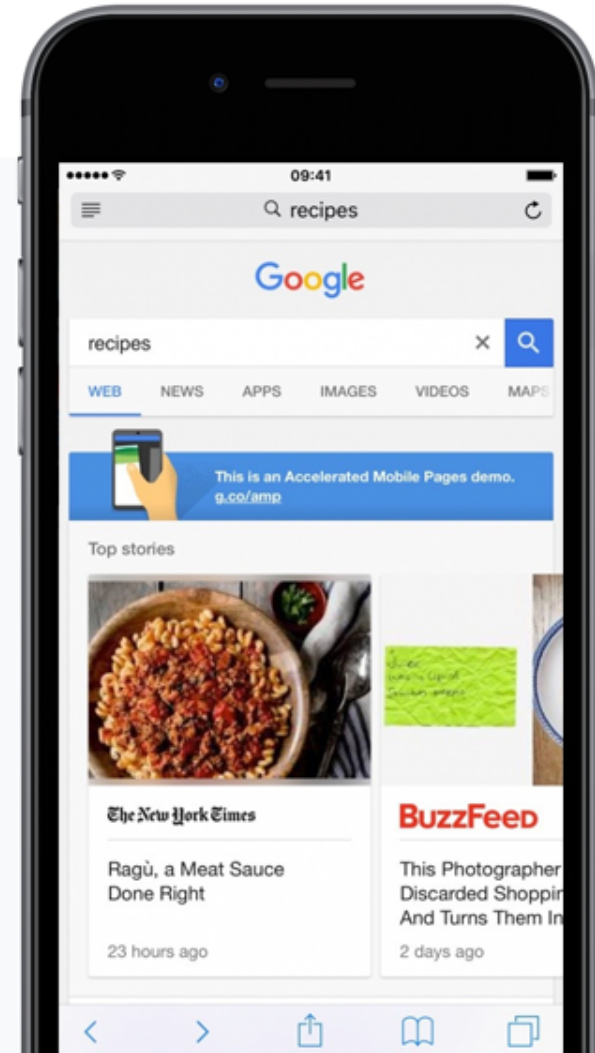 09:41
recipes
Google
recipes
WEB NEWS APPS IMAGES VIDEOS MAPS
This is an Accelerated Mobile Pages demo.
g.co/amp
Top stories
The New York Times
Ragù, a Meat Sauce
Done Right
23 hours ago
BuzzFeed
This Photographer
Discarded Shoppin
And Turns Them In
2 days ago